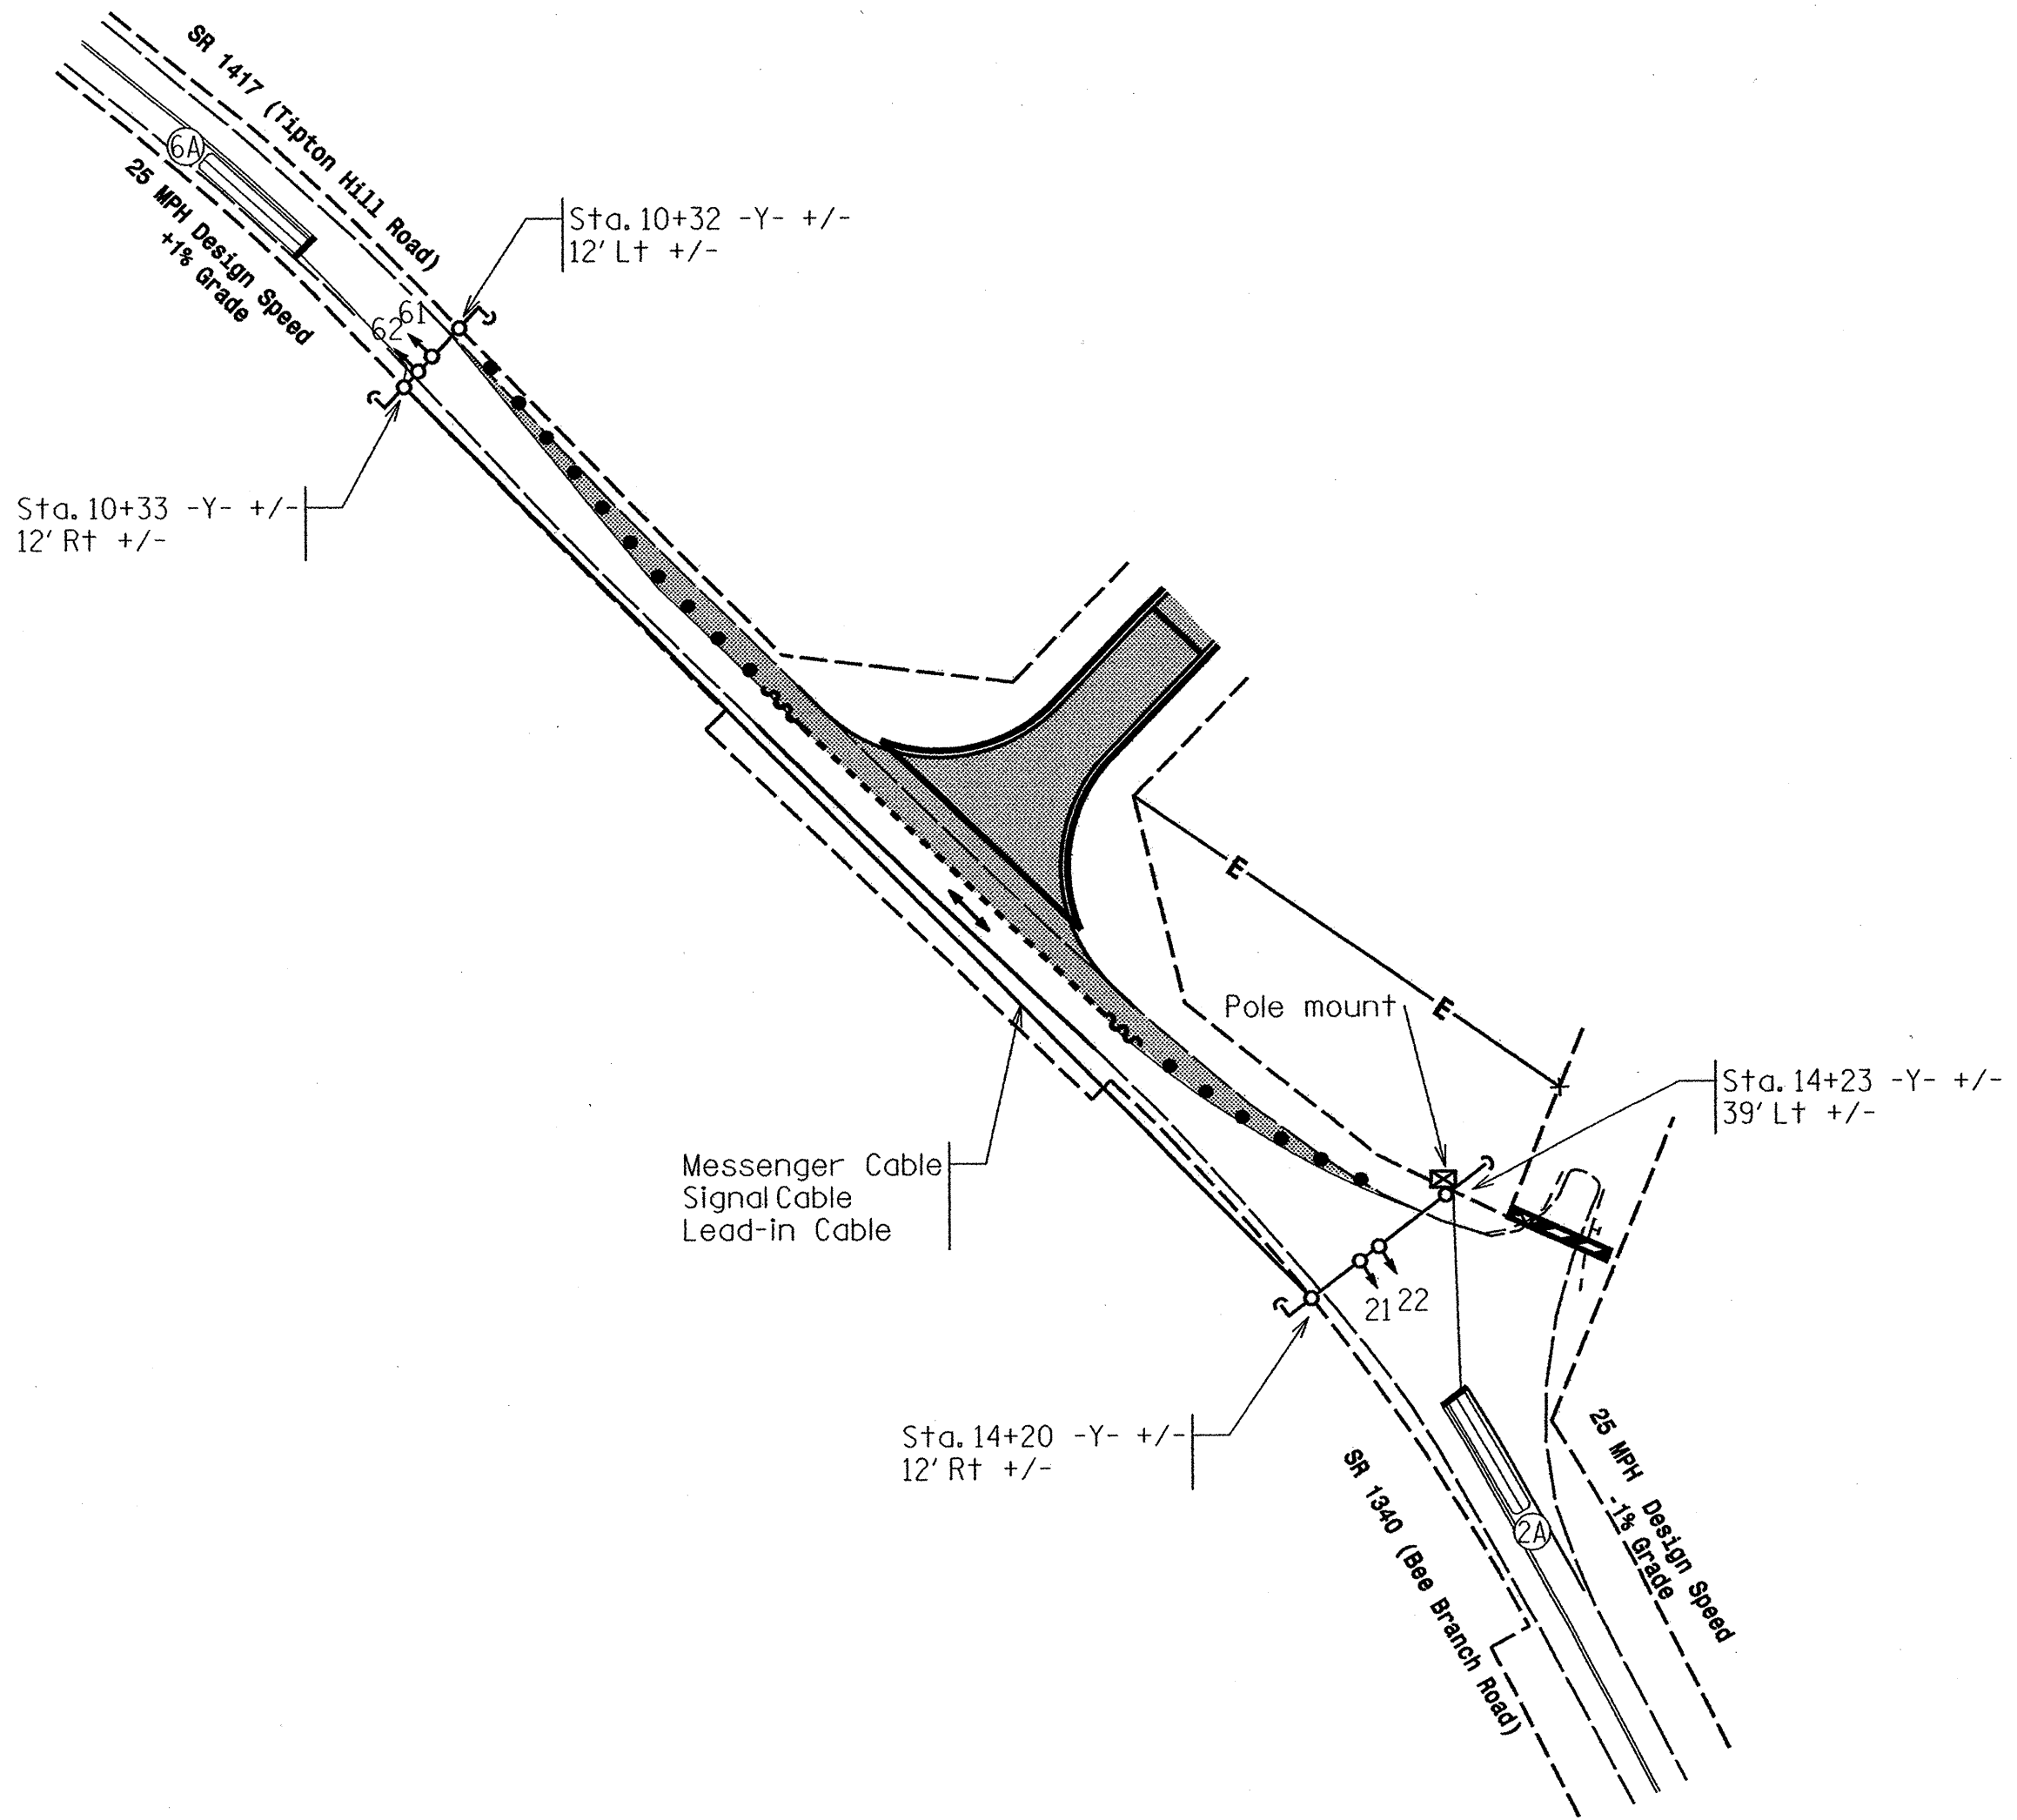 SR 1417 (Tipton Hill Road)
6A
25 MPH Design Speed
+1% Grade
Sta. 10+32 -Y- +/-
12' Lt +/-
61
62
Sta. 10+33 -Y- +/-
12' Rt +/-
E
E
Pole mount
Sta. 14+23 -Y- +/-
39' Lt +/-
Messenger Cable
Signal Cable
Lead-in Cable
21 22
Sta. 14+20 -Y- +/-
12' Rt +/-
2A
25 MPH Design Speed
-1% Grade
SR 1340 (Bee Branch Road)